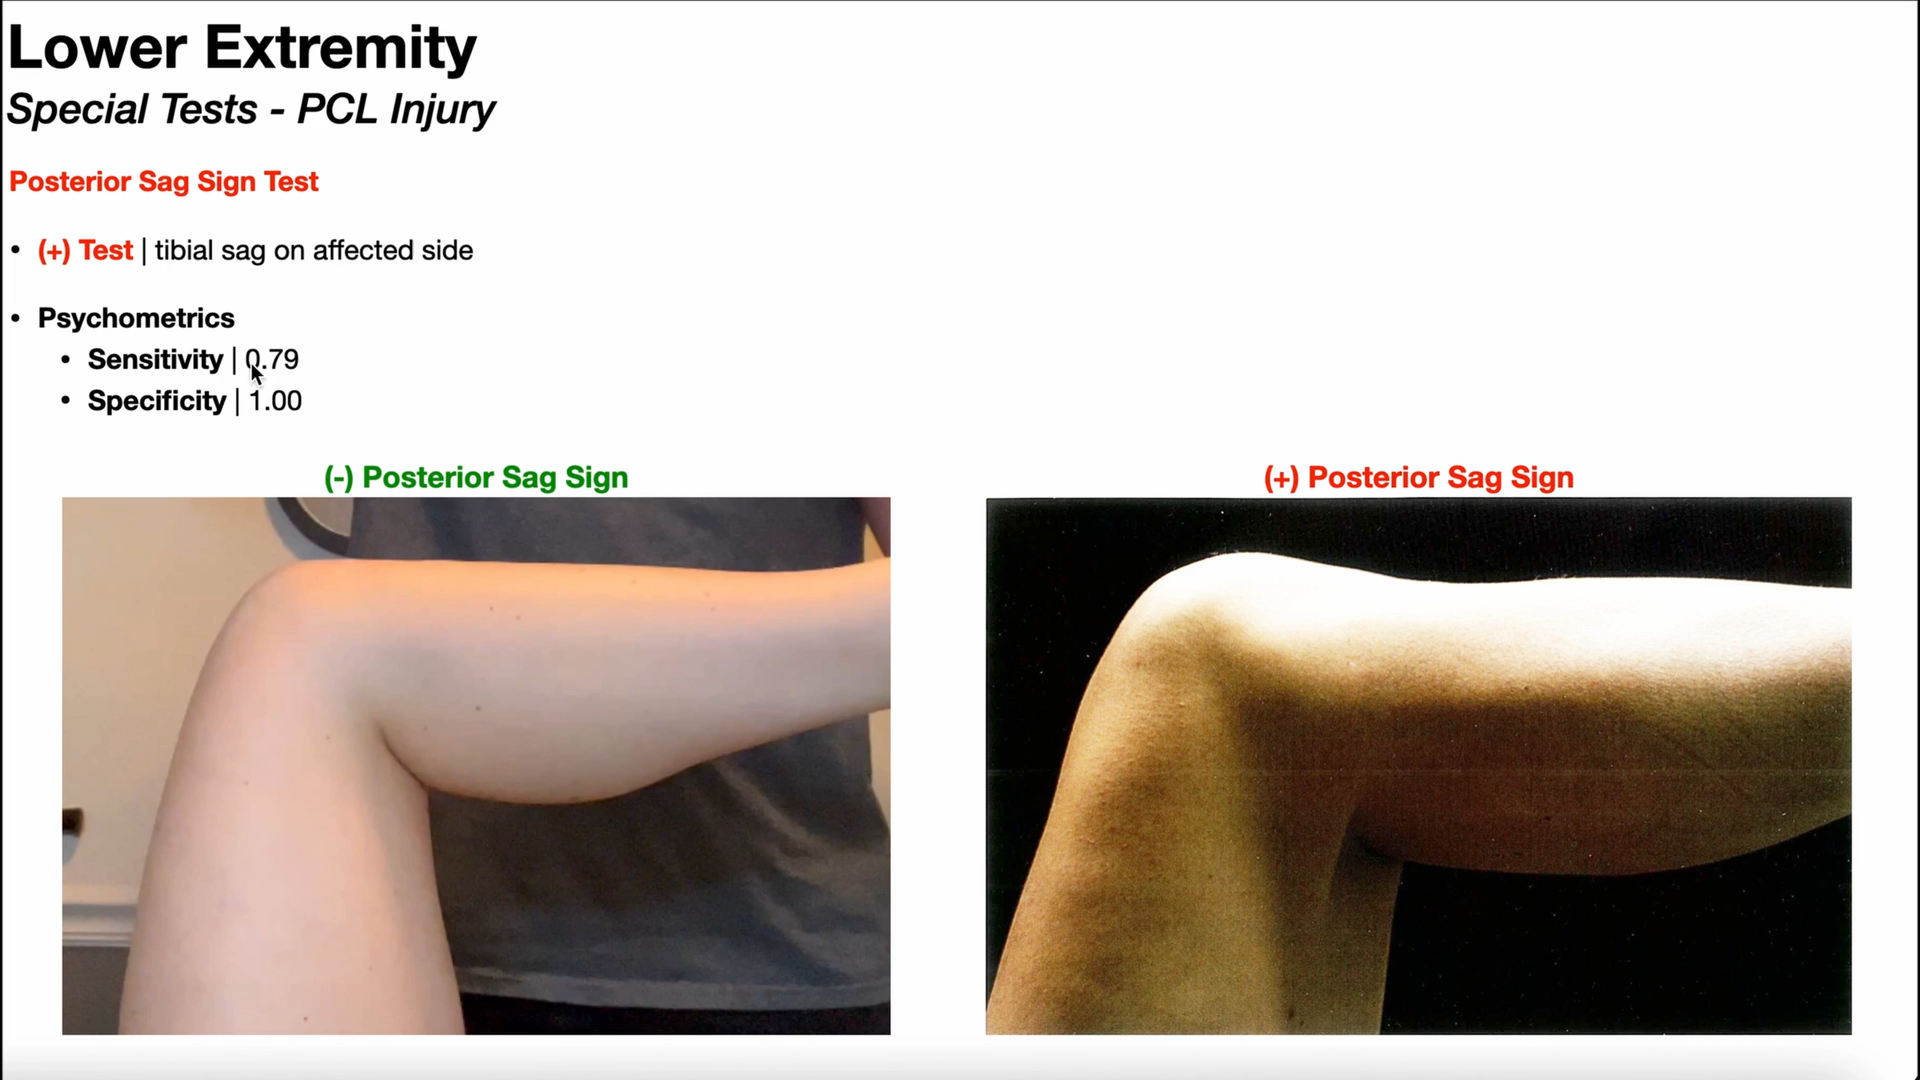 Lower Extremity
Special Tests - PCL Injury
Posterior Sag Sign Test
• (+) Test | tibial sag on affected side
• Psychometrics
• Sensitivity | 0.79
• Specificity | 1.00
(-) Posterior Sag Sign
(+) Posterior Sag Sign